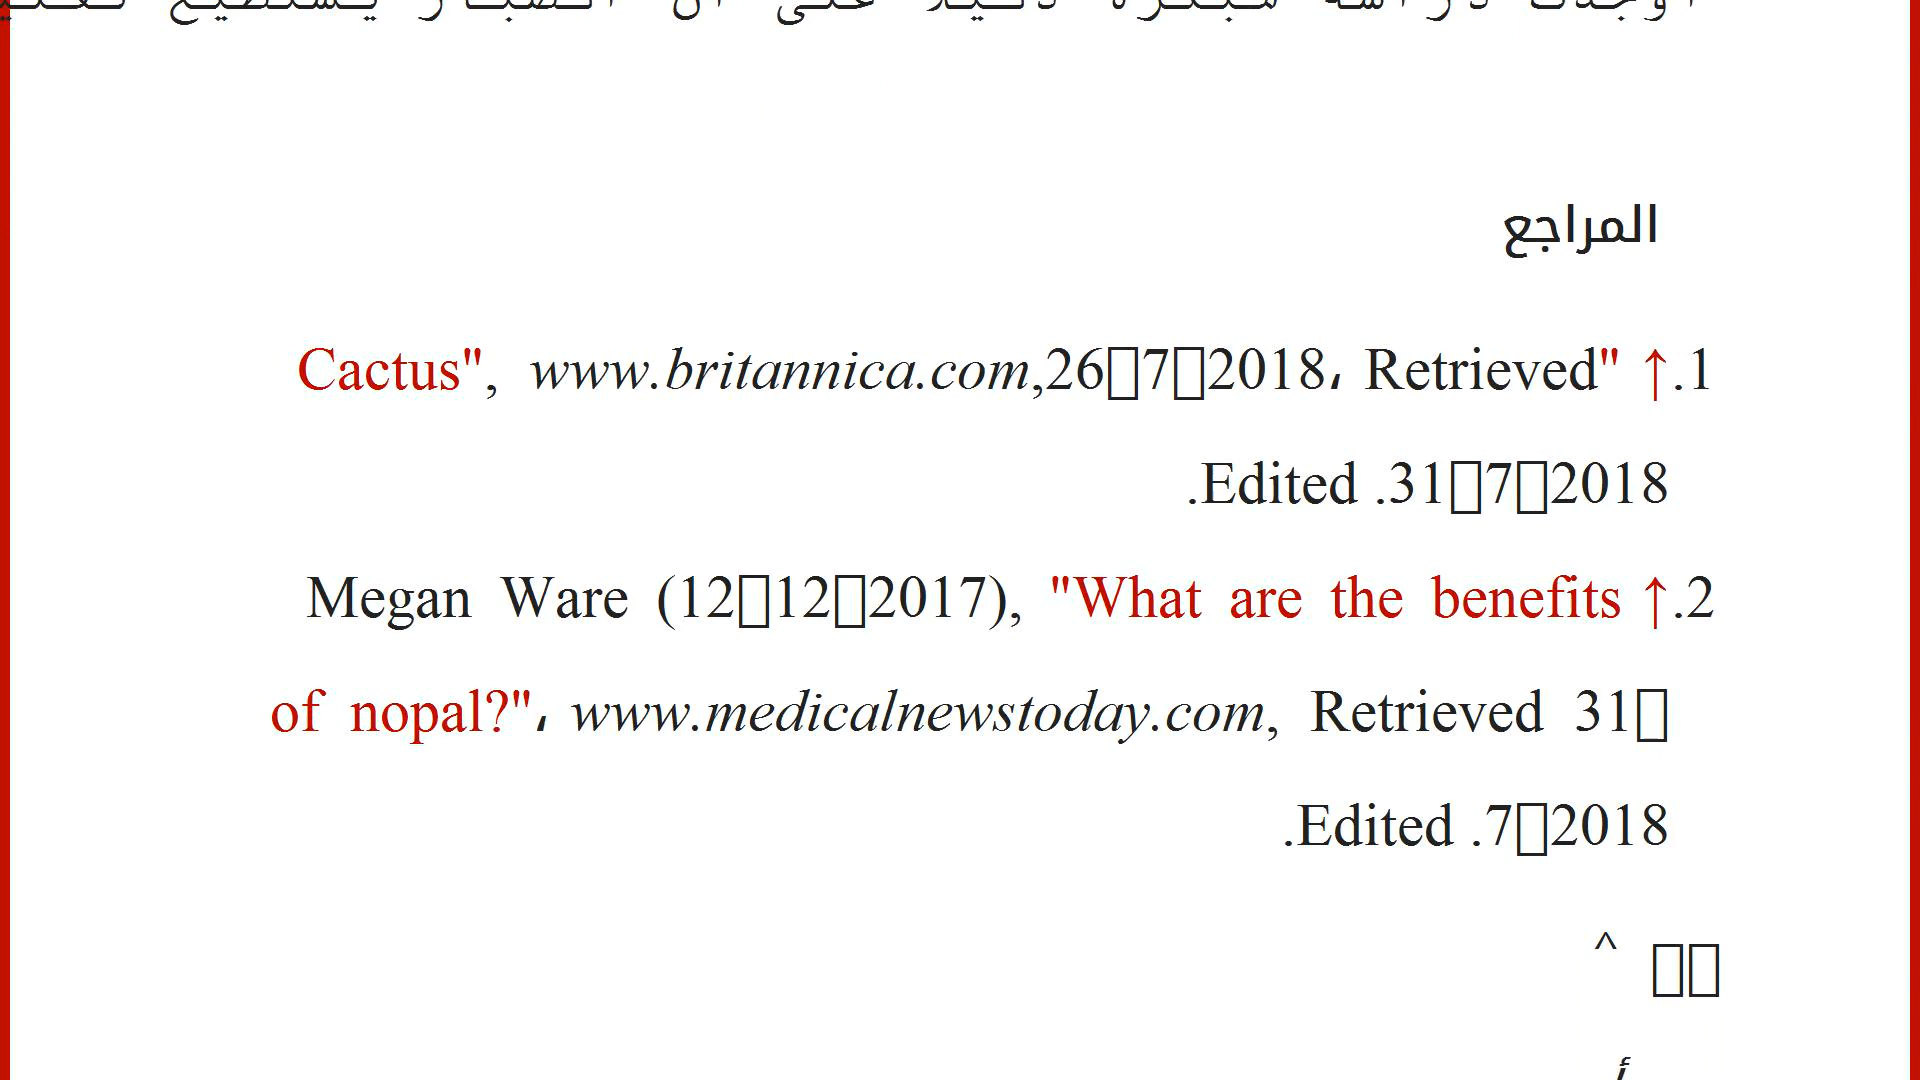 المراجع
1.↑ "Cactus", www.britannica.com,26▯7▯2018، Retrieved
31▯7▯2018. Edited.
2.↑ Megan Ware (12▯12▯2017), "What are the benefits
of nopal?"، www.medicalnewstoday.com, Retrieved 31▯
7▯2018. Edited.
▯▯ ^